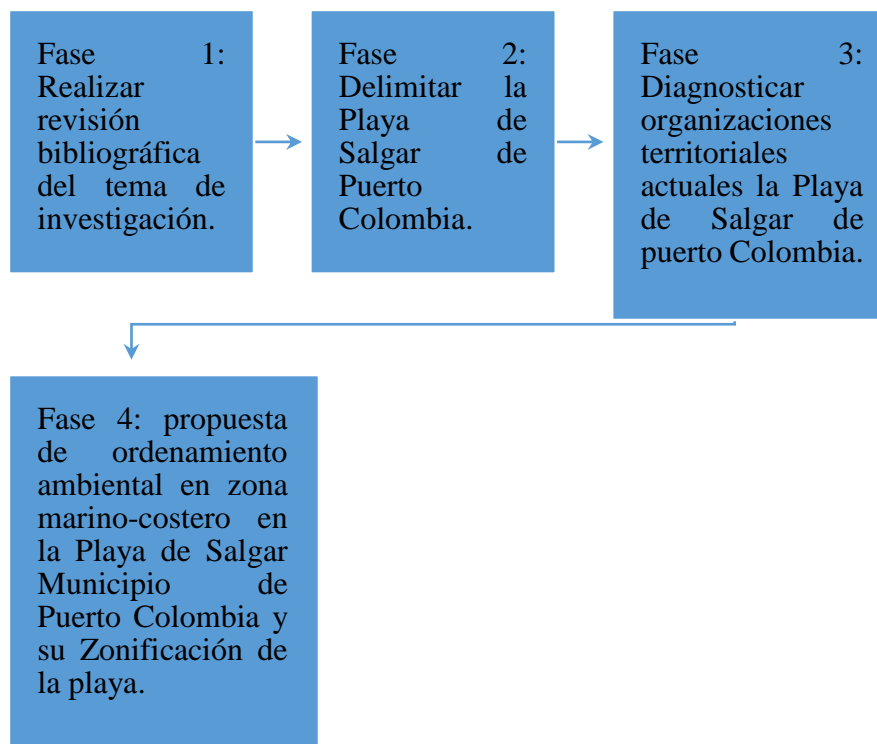 Fase 1:
Realizar
revisión
bibliográfica
del tema de
investigación.
Fase 2:
Delimitar la
Playa de
Salgar de
Puerto
Colombia.
Fase 3:
Diagnosticar
organizaciones
territoriales
actuales la Playa
de Salgar de
puerto Colombia.
Fase 4: propuesta
de ordenamiento
ambiental en zona
marino-costero en
la Playa de Salgar
Municipio de
Puerto Colombia y
su Zonificación de
la playa.